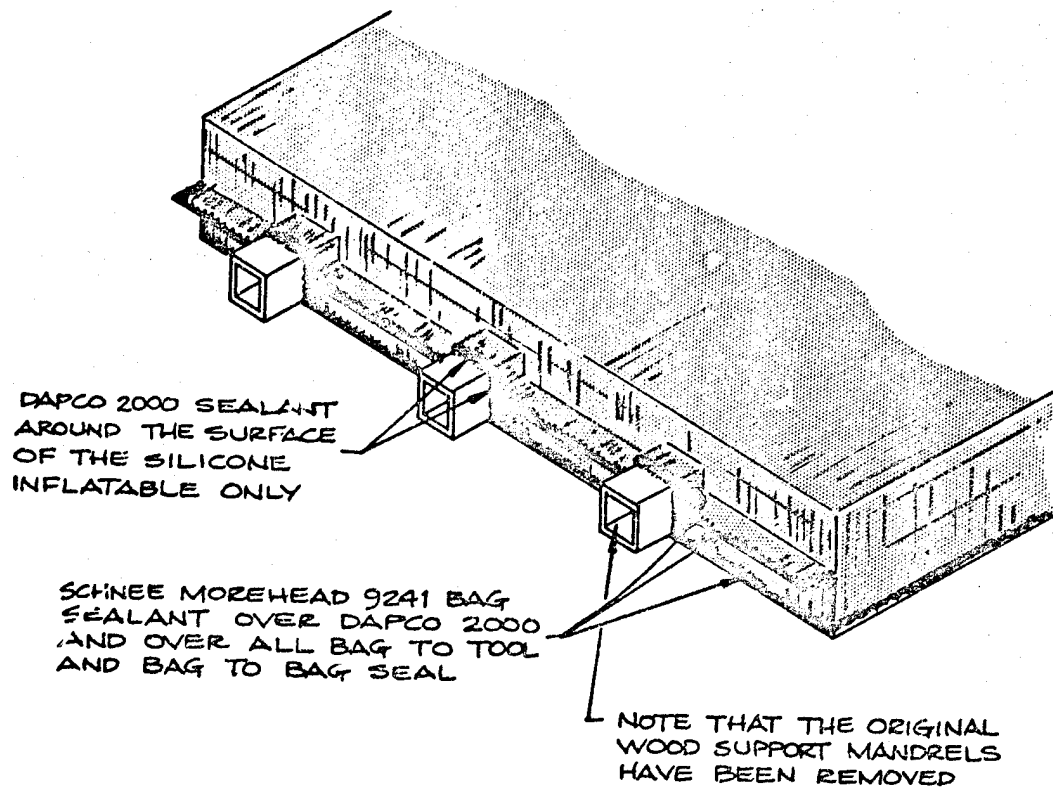 DAPCO 2000 SEALANT
AROUND THE SURFACE
OF THE SILICONE
INFLATABLE ONLY
SCHNEE MOREHEAD 9241 BAG
SEALANT OVER DAPCO 2000
AND OVER ALL BAG TO TOOL
AND BAG TO BAG SEAL
NOTE THAT THE ORIGINAL
WOOD SUPPORT MANDRELS
HAVE BEEN REMOVED